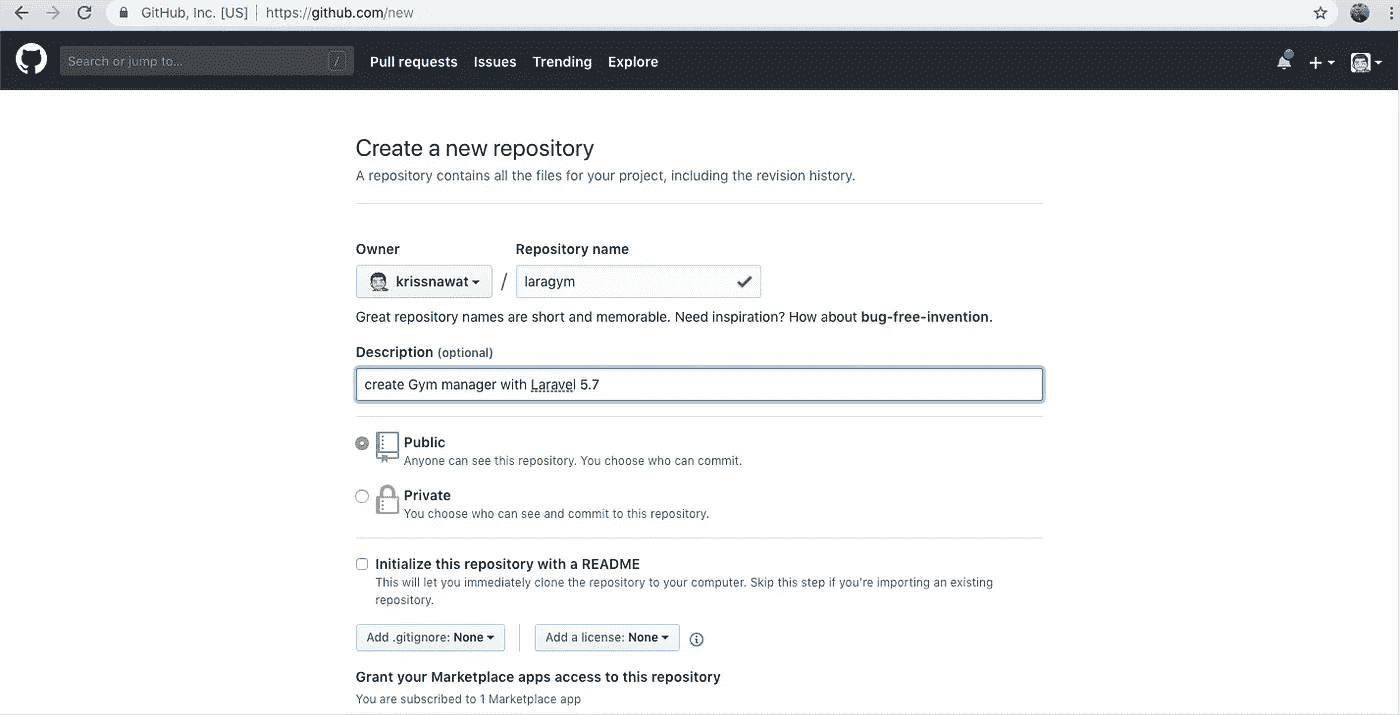 GitHub, Inc. [US] https://github.com/new
Search or jump to... /
Pull requests Issues Trending Explore
Create a new repository
A repository contains all the files for your project, including the revision history.
Owner Repository name
krissnawat / laragym
Great repository names are short and memorable. Need inspiration? How about bug-free-invention.
Description (optional)
create Gym manager with Laravel 5.7
Public
Anyone can see this repository. You choose who can commit.
Private
You choose who can see and commit to this repository.
Initialize this repository with a README
This will let you immediately clone the repository to your computer. Skip this step if you're importing an existing
repository.
Add .gitignore: None Add a license: None
Grant your Marketplace apps access to this repository
You are subscribed to 1 Marketplace app